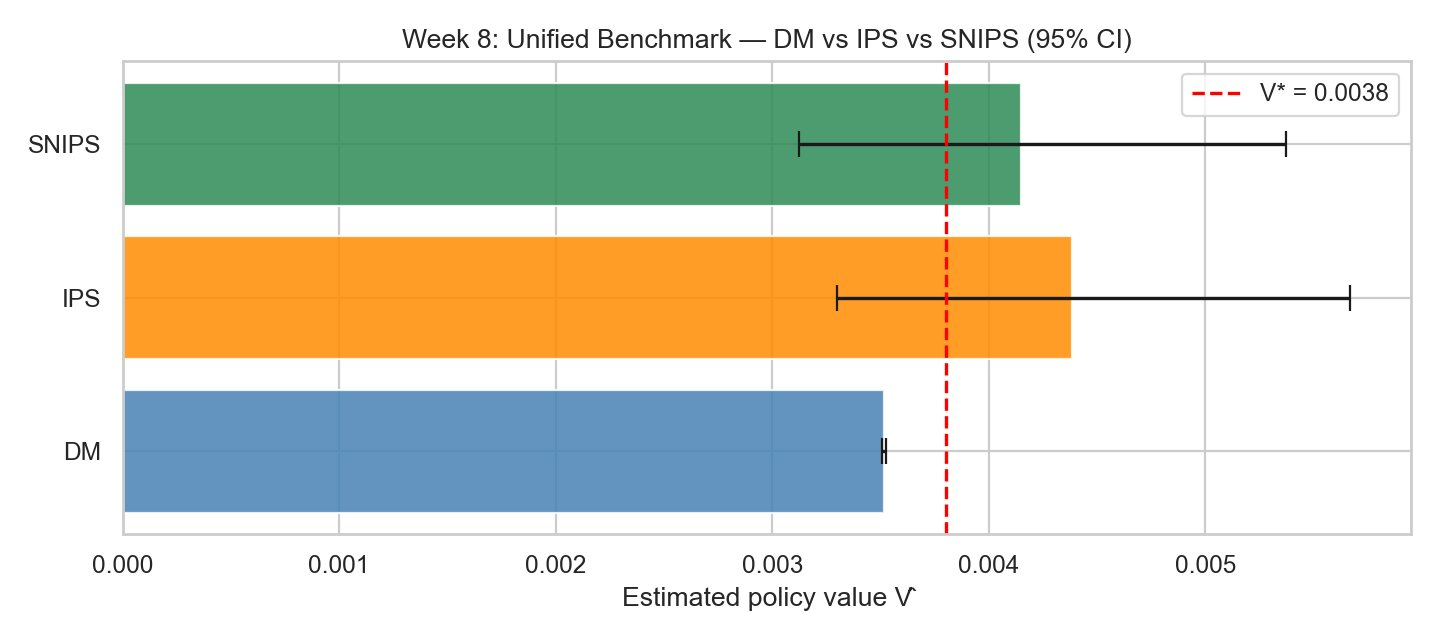 Week 8: Unified Benchmark — DM vs IPS vs SNIPS (95% CI)
V* = 0.0038
SNIPS
IPS
DM
0.000 0.001 0.002 0.003 0.004 0.005
Estimated policy value V̂